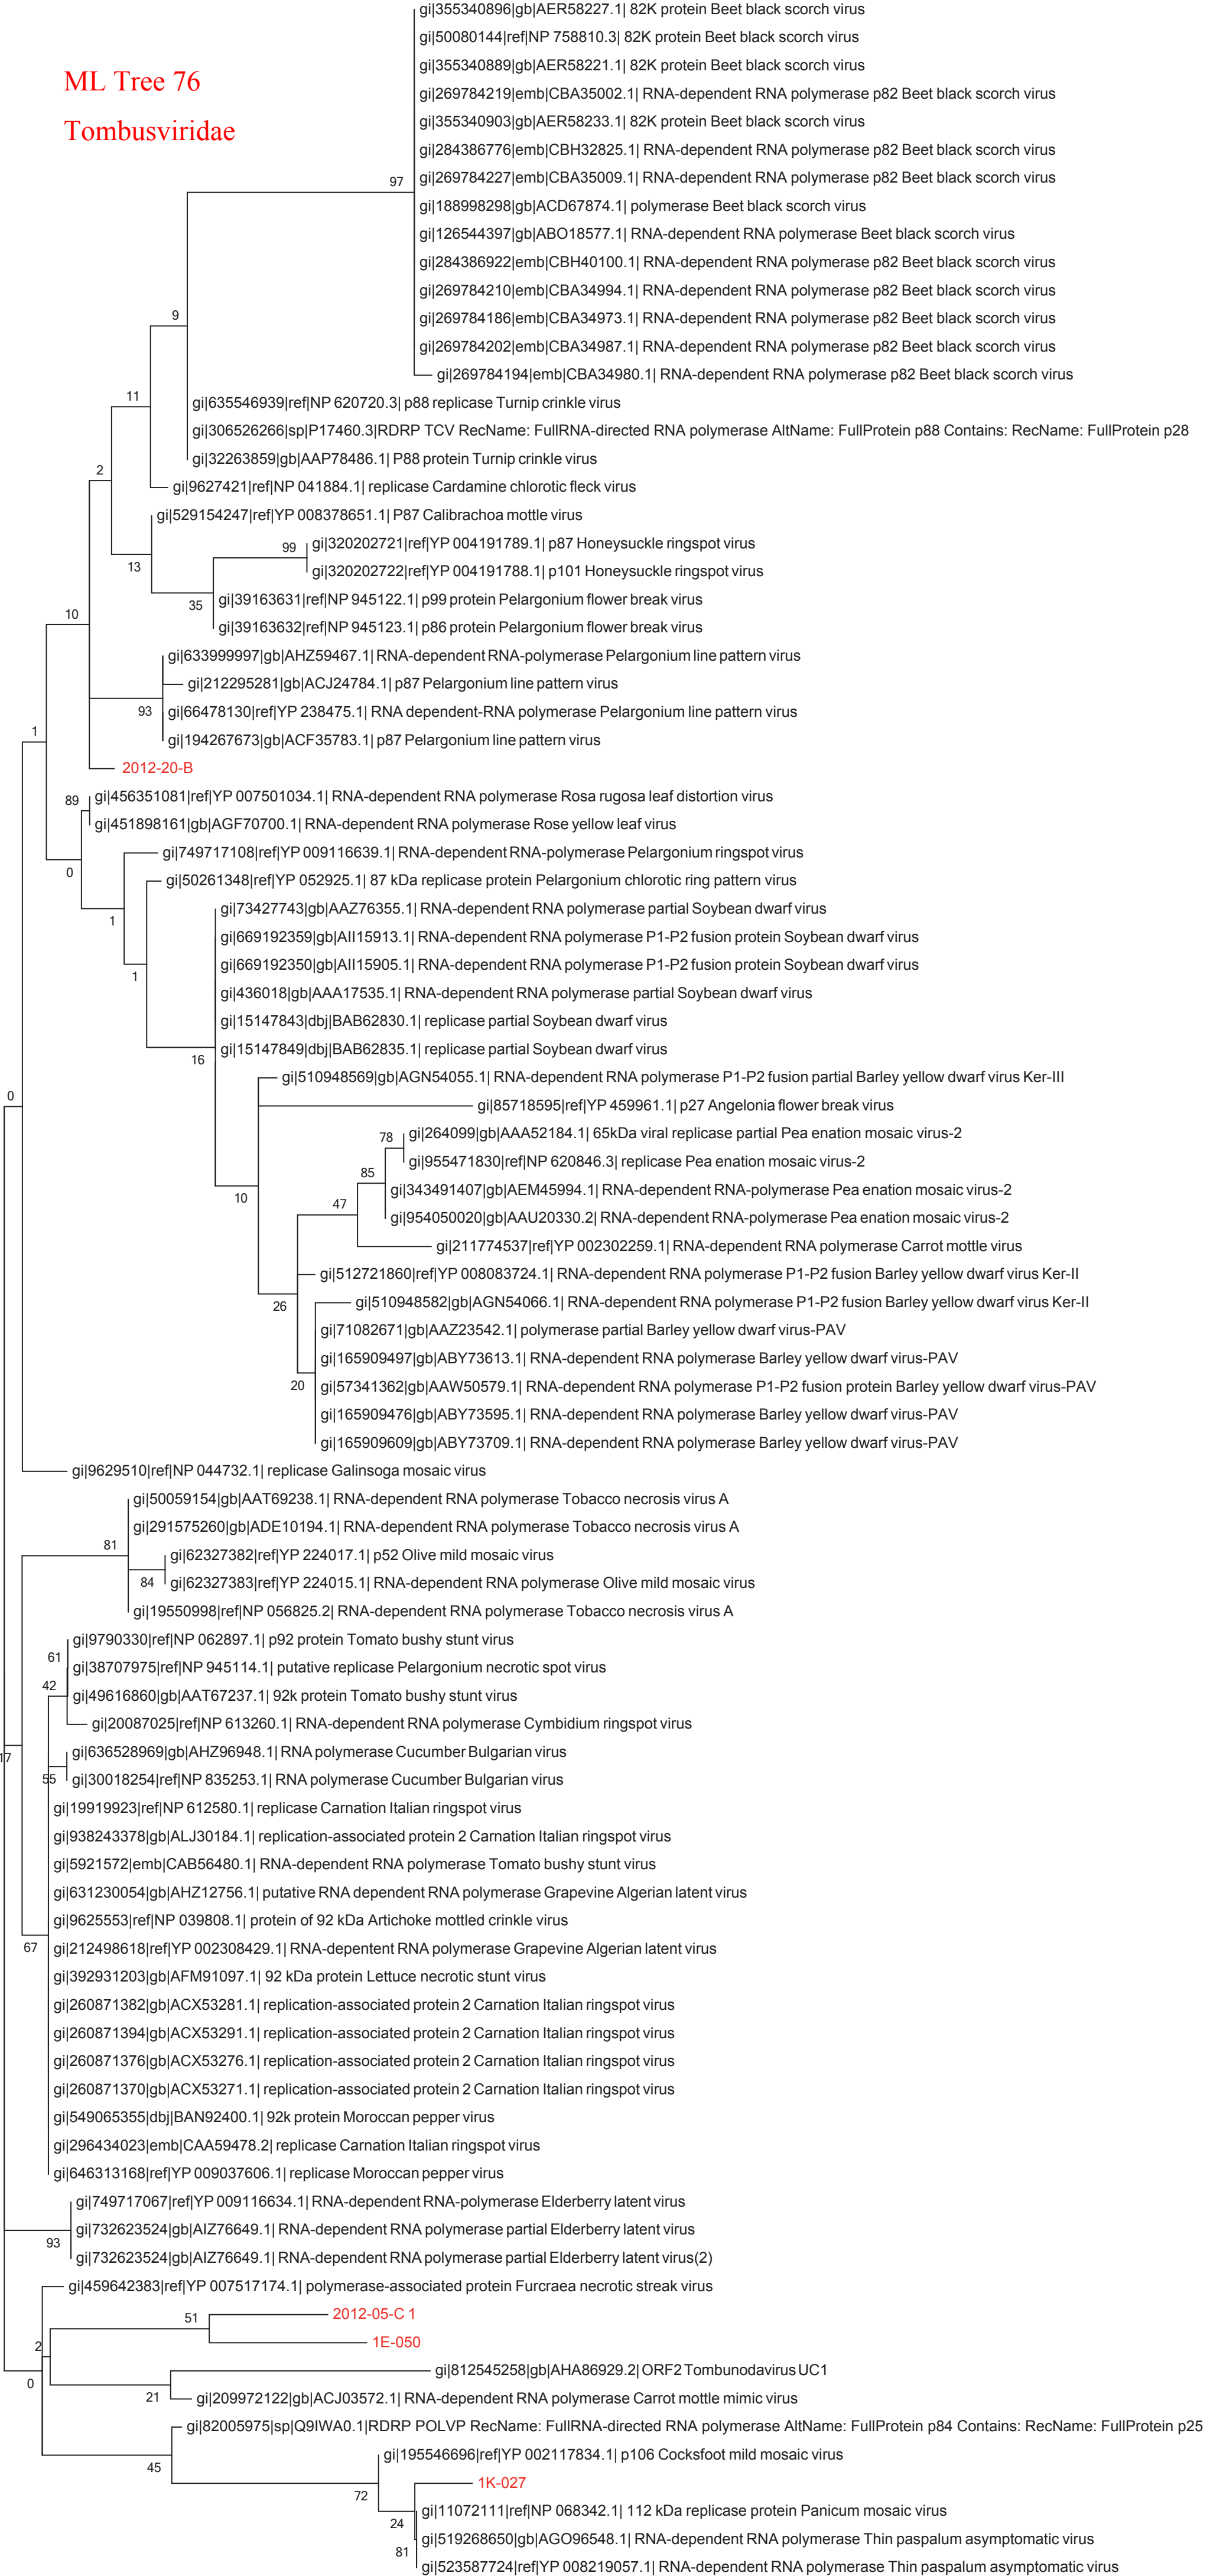 gi|355340896|gb|AER58227.1| 82K protein Beet black scorch virus
gi|50080144|ref|NP 758810.3| 82K protein Beet black scorch virus
gi|355340889|gb|AER58221.1| 82K protein Beet black scorch virus
ML Tree 76
gi|269784219|emb|CBA35002.1| RNA-dependent RNA polymerase p82 Beet black scorch virus
gi|355340903|gb|AER58233.1| 82K protein Beet black scorch virus
Tombusviridae
gi|284386776|emb|CBH32825.1| RNA-dependent RNA polymerase p82 Beet black scorch virus
gi|269784227|emb|CBA35009.1| RNA-dependent RNA polymerase p82 Beet black scorch virus
97
gi|188998298|gb|ACD67874.1| polymerase Beet black scorch virus
gi|126544397|gb|ABO18577.1| RNA-dependent RNA polymerase Beet black scorch virus
gi|284386922|emb|CBH40100.1| RNA-dependent RNA polymerase p82 Beet black scorch virus
gi|269784210|emb|CBA34994.1| RNA-dependent RNA polymerase p82 Beet black scorch virus
9
gi|269784186|emb|CBA34973.1| RNA-dependent RNA polymerase p82 Beet black scorch virus
gi|269784202|emb|CBA34987.1| RNA-dependent RNA polymerase p82 Beet black scorch virus
gi|269784194|emb|CBA34980.1| RNA-dependent RNA polymerase p82 Beet black scorch virus
11
gi|635546939|ref|NP 620720.3| p88 replicase Turnip crinkle virus
gi|306526266|sp|P17460.3|RDRP TCV RecName: FullRNA-directed RNA polymerase AltName: FullProtein p88 Contains: RecName: FullProtein p28
gi|32263859|gb|AAP78486.1| P88 protein Turnip crinkle virus
2
gi|9627421|ref|NP 041884.1| replicase Cardamine chlorotic fleck virus
gi|529154247|ref|YP 008378651.1| P87 Calibrachoa mottle virus
99
gi|320202721|ref|YP 004191789.1| p87 Honeysuckle ringspot virus
13
gi|320202722|ref|YP 004191788.1| p101 Honeysuckle ringspot virus
35
gi|39163631|ref|NP 945122.1| p99 protein Pelargonium flower break virus
10
gi|39163632|ref|NP 945123.1| p86 protein Pelargonium flower break virus
gi|633999997|gb|AHZ59467.1| RNA-dependent RNA-polymerase Pelargonium line pattern virus
gi|212295281|gb|ACJ24784.1| p87 Pelargonium line pattern virus
93
gi|66478130|ref|YP 238475.1| RNA dependent-RNA polymerase Pelargonium line pattern virus
1
gi|194267673|gb|ACF35783.1| p87 Pelargonium line pattern virus
2012-20-B
89
gi|456351081|ref|YP 007501034.1| RNA-dependent RNA polymerase Rosa rugosa leaf distortion virus
gi|451898161|gb|AGF70700.1| RNA-dependent RNA polymerase Rose yellow leaf virus
gi|749717108|ref|YP 009116639.1| RNA-dependent RNA-polymerase Pelargonium ringspot virus
0
gi|50261348|ref|YP 052925.1| 87 kDa replicase protein Pelargonium chlorotic ring pattern virus
1
gi|73427743|gb|AAZ76355.1| RNA-dependent RNA polymerase partial Soybean dwarf virus
gi|669192359|gb|AII15913.1| RNA-dependent RNA polymerase P1-P2 fusion protein Soybean dwarf virus
1
gi|669192350|gb|AII15905.1| RNA-dependent RNA polymerase P1-P2 fusion protein Soybean dwarf virus
gi|436018|gb|AAA17535.1| RNA-dependent RNA polymerase partial Soybean dwarf virus
gi|15147843|dbj|BAB62830.1| replicase partial Soybean dwarf virus
16
gi|15147849|dbj|BAB62835.1| replicase partial Soybean dwarf virus
gi|510948569|gb|AGN54055.1| RNA-dependent RNA polymerase P1-P2 fusion partial Barley yellow dwarf virus Ker-III
0
gi|85718595|ref|YP 459961.1| p27 Angelonia flower break virus
78
gi|264099|gb|AAA52184.1| 65kDa viral replicase partial Pea enation mosaic virus-2
gi|955471830|ref|NP 620846.3| replicase Pea enation mosaic virus-2
85
10
gi|343491407|gb|AEM45994.1| RNA-dependent RNA-polymerase Pea enation mosaic virus-2
47
gi|954050020|gb|AAU20330.2| RNA-dependent RNA-polymerase Pea enation mosaic virus-2
gi|211774537|ref|YP 002302259.1| RNA-dependent RNA polymerase Carrot mottle virus
gi|512721860|ref|YP 008083724.1| RNA-dependent RNA polymerase P1-P2 fusion Barley yellow dwarf virus Ker-II
26
gi|510948582|gb|AGN54066.1| RNA-dependent RNA polymerase P1-P2 fusion Barley yellow dwarf virus Ker-II
gi|71082671|gb|AAZ23542.1| polymerase partial Barley yellow dwarf virus-PAV
gi|165909497|gb|ABY73613.1| RNA-dependent RNA polymerase Barley yellow dwarf virus-PAV
20
gi|57341362|gb|AAW50579.1| RNA-dependent RNA polymerase P1-P2 fusion protein Barley yellow dwarf virus-PAV
gi|165909476|gb|ABY73595.1| RNA-dependent RNA polymerase Barley yellow dwarf virus-PAV
gi|165909609|gb|ABY73709.1| RNA-dependent RNA polymerase Barley yellow dwarf virus-PAV
gi|9629510|ref|NP 044732.1| replicase Galinsoga mosaic virus
gi|50059154|gb|AAT69238.1| RNA-dependent RNA polymerase Tobacco necrosis virus A
gi|291575260|gb|ADE10194.1| RNA-dependent RNA polymerase Tobacco necrosis virus A
81
gi|62327382|ref|YP 224017.1| p52 Olive mild mosaic virus
84
gi|62327383|ref|YP 224015.1| RNA-dependent RNA polymerase Olive mild mosaic virus
gi|19550998|ref|NP 056825.2| RNA-dependent RNA polymerase Tobacco necrosis virus A
gi|9790330|ref|NP 062897.1| p92 protein Tomato bushy stunt virus
61
gi|38707975|ref|NP 945114.1| putative replicase Pelargonium necrotic spot virus
42
gi|49616860|gb|AAT67237.1| 92k protein Tomato bushy stunt virus
gi|20087025|ref|NP 613260.1| RNA-dependent RNA polymerase Cymbidium ringspot virus
17
gi|636528969|gb|AHZ96948.1| RNA polymerase Cucumber Bulgarian virus
55
gi|30018254|ref|NP 835253.1| RNA polymerase Cucumber Bulgarian virus
gi|19919923|ref|NP 612580.1| replicase Carnation Italian ringspot virus
gi|938243378|gb|ALJ30184.1| replication-associated protein 2 Carnation Italian ringspot virus
gi|5921572|emb|CAB56480.1| RNA-dependent RNA polymerase Tomato bushy stunt virus
gi|631230054|gb|AHZ12756.1| putative RNA dependent RNA polymerase Grapevine Algerian latent virus
gi|9625553|ref|NP 039808.1| protein of 92 kDa Artichoke mottled crinkle virus
67
gi|212498618|ref|YP 002308429.1| RNA-depentent RNA polymerase Grapevine Algerian latent virus
gi|392931203|gb|AFM91097.1| 92 kDa protein Lettuce necrotic stunt virus
gi|260871382|gb|ACX53281.1| replication-associated protein 2 Carnation Italian ringspot virus
gi|260871394|gb|ACX53291.1| replication-associated protein 2 Carnation Italian ringspot virus
gi|260871376|gb|ACX53276.1| replication-associated protein 2 Carnation Italian ringspot virus
gi|260871370|gb|ACX53271.1| replication-associated protein 2 Carnation Italian ringspot virus
gi|549065355|dbj|BAN92400.1| 92k protein Moroccan pepper virus
gi|296434023|emb|CAA59478.2| replicase Carnation Italian ringspot virus
gi|646313168|ref|YP 009037606.1| replicase Moroccan pepper virus
gi|749717067|ref|YP 009116634.1| RNA-dependent RNA-polymerase Elderberry latent virus
gi|732623524|gb|AIZ76649.1| RNA-dependent RNA polymerase partial Elderberry latent virus
93
gi|732623524|gb|AIZ76649.1| RNA-dependent RNA polymerase partial Elderberry latent virus(2)
gi|459642383|ref|YP 007517174.1| polymerase-associated protein Furcraea necrotic streak virus
51
2012-05-C 1
2
1E-050
0
gi|812545258|gb|AHA86929.2| ORF2 Tombunodavirus UC1
21
gi|209972122|gb|ACJ03572.1| RNA-dependent RNA polymerase Carrot mottle mimic virus
gi|82005975|sp|Q9IWA0.1|RDRP POLVP RecName: FullRNA-directed RNA polymerase AltName: FullProtein p84 Contains: RecName: FullProtein p25
45
gi|195546696|ref|YP 002117834.1| p106 Cocksfoot mild mosaic virus
72
1K-027
24
gi|11072111|ref|NP 068342.1| 112 kDa replicase protein Panicum mosaic virus
81
gi|519268650|gb|AGO96548.1| RNA-dependent RNA polymerase Thin paspalum asymptomatic virus
gi|523587724|ref|YP 008219057.1| RNA-dependent RNA polymerase Thin paspalum asymptomatic virus